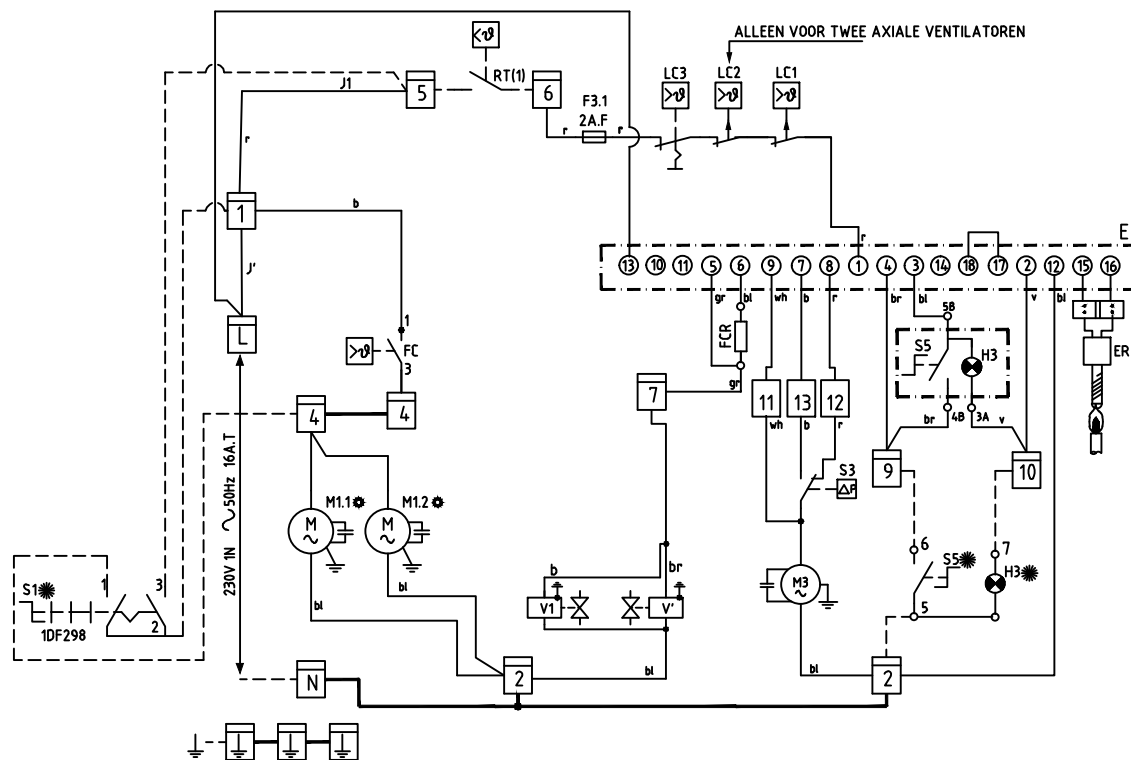 ALLEEN VOOR TWEE AXIALE VENTILATOREN
<ϑ
RT(1)
LC3
LC2
LC1
>ϑ
>ϑ
>ϑ
J1
5
6
F3.1
2A.F
r
r
r
1
b
r
E
13
10
11
5
6
9
7
8
1
4
3
14
18
17
2
12
15
16
J'
gr
bl
wh
b
r
br
bl
v
bl
5B
L
1
>ϑ
FC
3
FCR
S5
H3
ER
gr
7
11
13
12
4
4
wh
b
r
br
4B
3A
v
9
10
230V 1N ~50Hz 16A.T
M1.1
M1.2
M
~
M
~
S3
ΔP
6
7
S5
H3
5
b
br
V1
V'
M3
~
bl
bl
S1
1
3
2
1DF298
N
2
bl
bl
2
bl